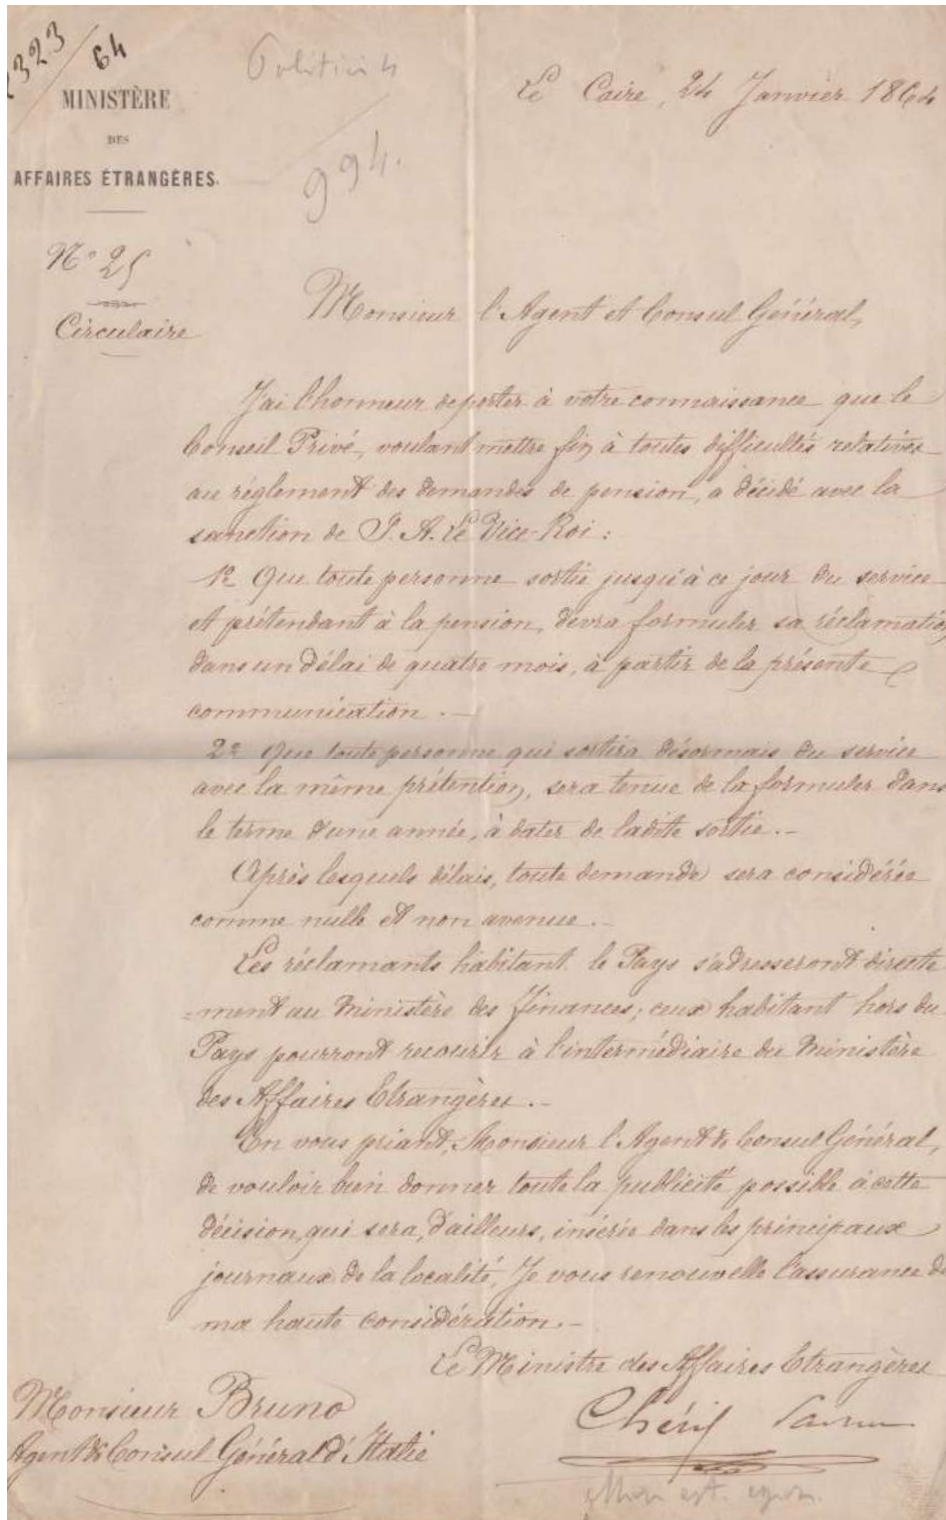 323/64
MINISTÈRE
DES
AFFAIRES ÉTRANGÈRES.
994.
Le Caire, 24 Janvier 1864
N° 25
Circulaire
Monsieur l'Agent et Consul Général,
J'ai l'honneur de porter à votre connaissance que le
Conseil Privé, voulant mettre fin à toutes difficultés relatives
au réglement des demandes de pension, a décidé avec la
sanction de S. A. Le Vice-Roi :
1° Que toute personne sortie jusqu'à ce jour du service
et prétendant à la pension, devra formuler sa réclamation
dans un délai de quatre mois, à partir de la présente
communication.-
2° Que toute personne qui sortira désormais du service
avec la même prétention, sera tenue de la formuler dans
le terme d'une année, à dater de ladite sortie.-
Après lesquels délais, toute demande sera considérée
comme nulle et non avenue.-
Les réclamants habitant le Pays s'adresseront directe
=ment au Ministère des Finances; ceux habitant hors du
Pays pourront recourir à l'intermédiaire du Ministère
des Affaires Etrangères.-
En vous priant, Monsieur l'Agent & Consul Général,
de vouloir bien donner toute la publicité possible à cette
décision, qui sera, d'ailleurs, insérée dans les principaux
journaux de la localité, Je vous renouvelle l'assurance de
ma haute considération.-
Le Ministre des Affaires Etrangères
Chérif
Monsieur Bruno
Agent & Consul Général d'Italie